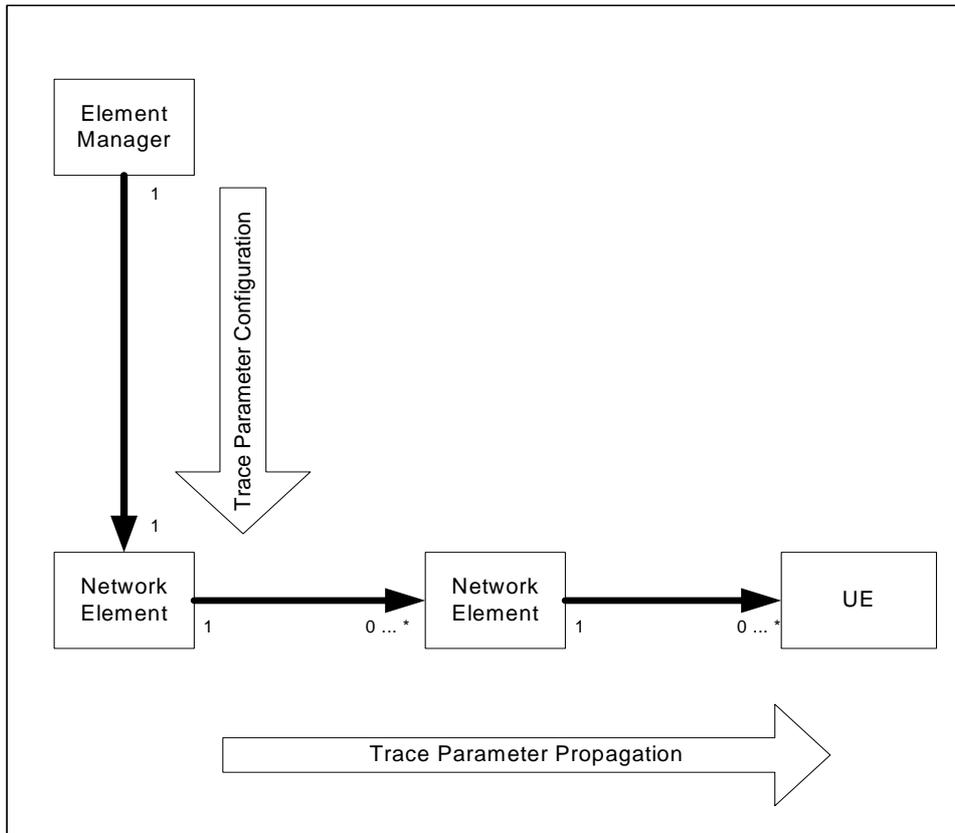 Element
Manager
1
Trace Parameter Configuration
1
Network
Element
1
0 ... *
Network
Element
1
0 ... *
UE
Trace Parameter Propagation